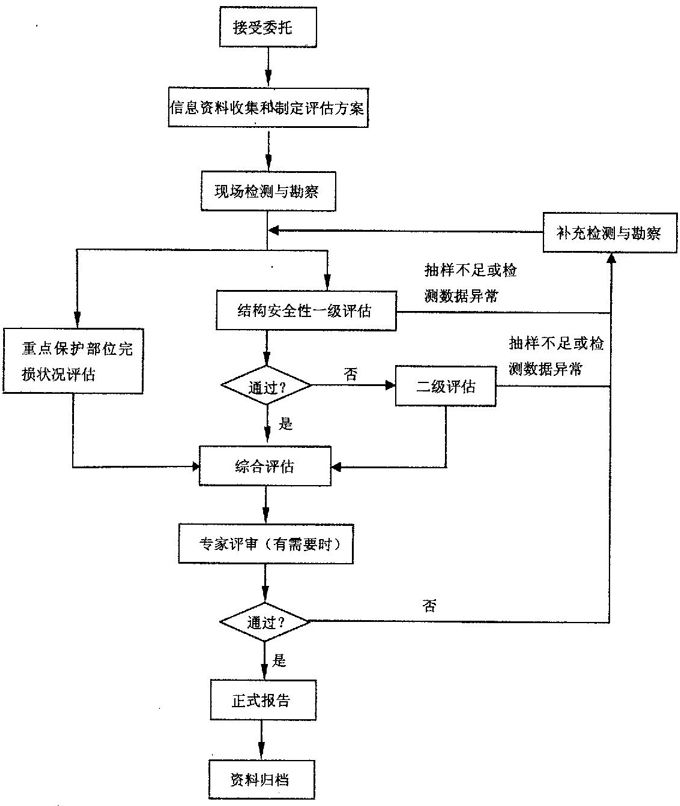 接受委托
信息资料收集和制定评估方案
现场检测与勘察
补充检测与勘察
抽样不足或检
测数据异常
结构安全性一级评估
抽样不足或检
测数据异常
重点保护部位完
损状况评估
通过?
否
二级评估
是
综合评估
专家评审(有需要时)
否
通过?
是
正式报告
资料归档